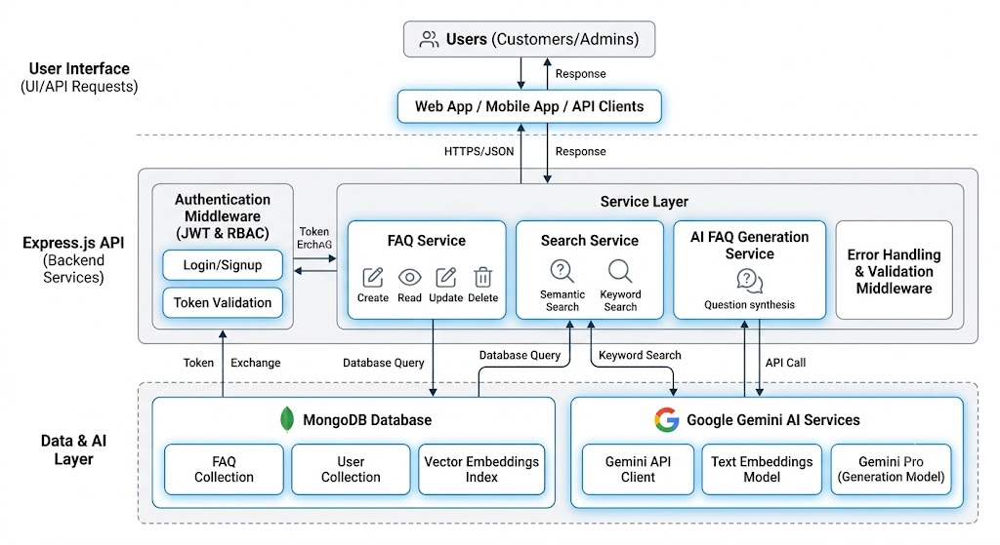 Users (Customers/Admins)
User Interface
(UI/API Requests)
Response
Web App / Mobile App / API Clients
HTTPS/JSON
Response
Express.js API
(Backend
Services)
Authentication
Middleware
(JWT & RBAC)
Login/Signup
Token Validation
Token
ErchAG
Service Layer
FAQ Service
Create
Read
Update
Delete
Search Service
Semantic
Search
Keyword
Search
AI FAQ Generation
Service
Question synthesis
Error Handling
& Validation
Middleware
Token
Exchange
Database Query
Database Query
Keyword Search
API Call
Data & AI
Layer
MongoDB Database
FAQ
Collection
User
Collection
Vector Embeddings
Index
Google Gemini AI Services
Gemini API
Client
Text Embeddings
Model
Gemini Pro
(Generation Model)